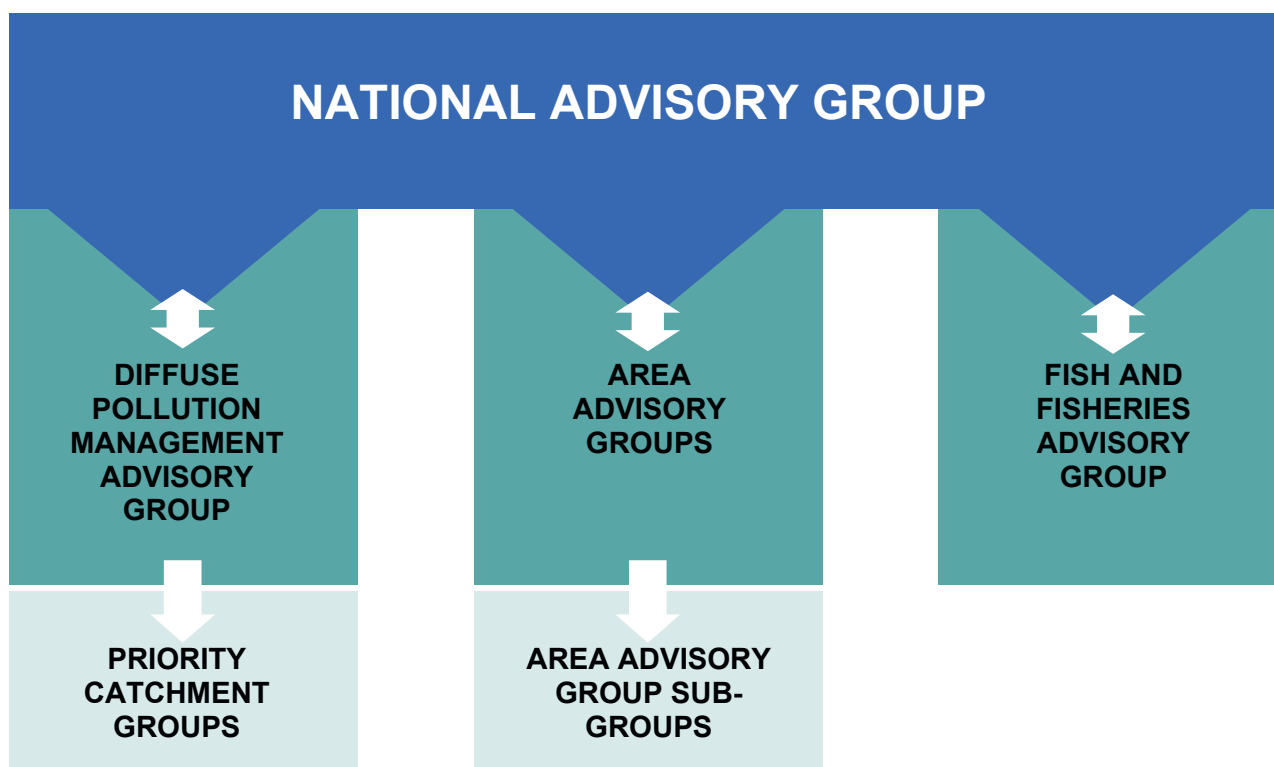 NATIONAL ADVISORY GROUP
DIFFUSE
POLLUTION
MANAGEMENT
ADVISORY
GROUP
AREA
ADVISORY
GROUPS
FISH AND
FISHERIES
ADVISORY
GROUP
PRIORITY
CATCHMENT
GROUPS
AREA ADVISORY
GROUP SUB-
GROUPS